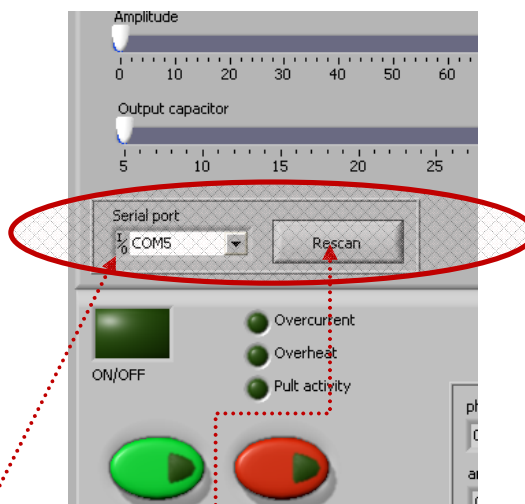 Amplitude
0 10 20 30 40 50 60
Output capacitor
5 10 15 20 25
Serial port
COM5 Rescan
Overcurrent
Overheat
ON/OFF
Pult activity